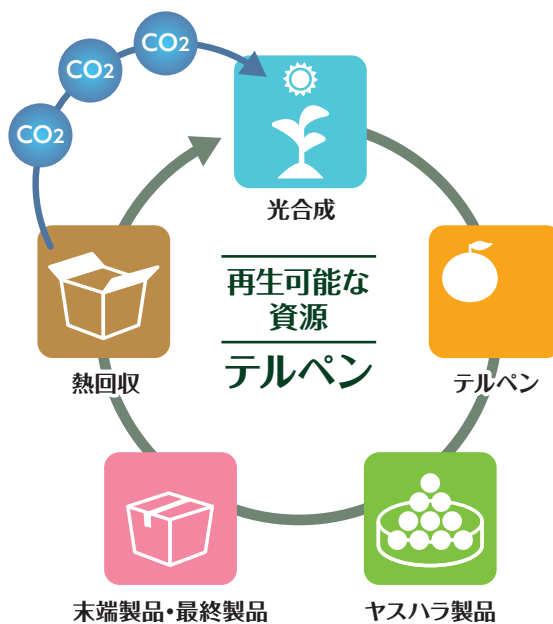 CO2
CO2
CO2
光合成
再生可能な
資源
テルペン
熱回収
テルペン
末端製品・最終製品
ヤスハラ製品